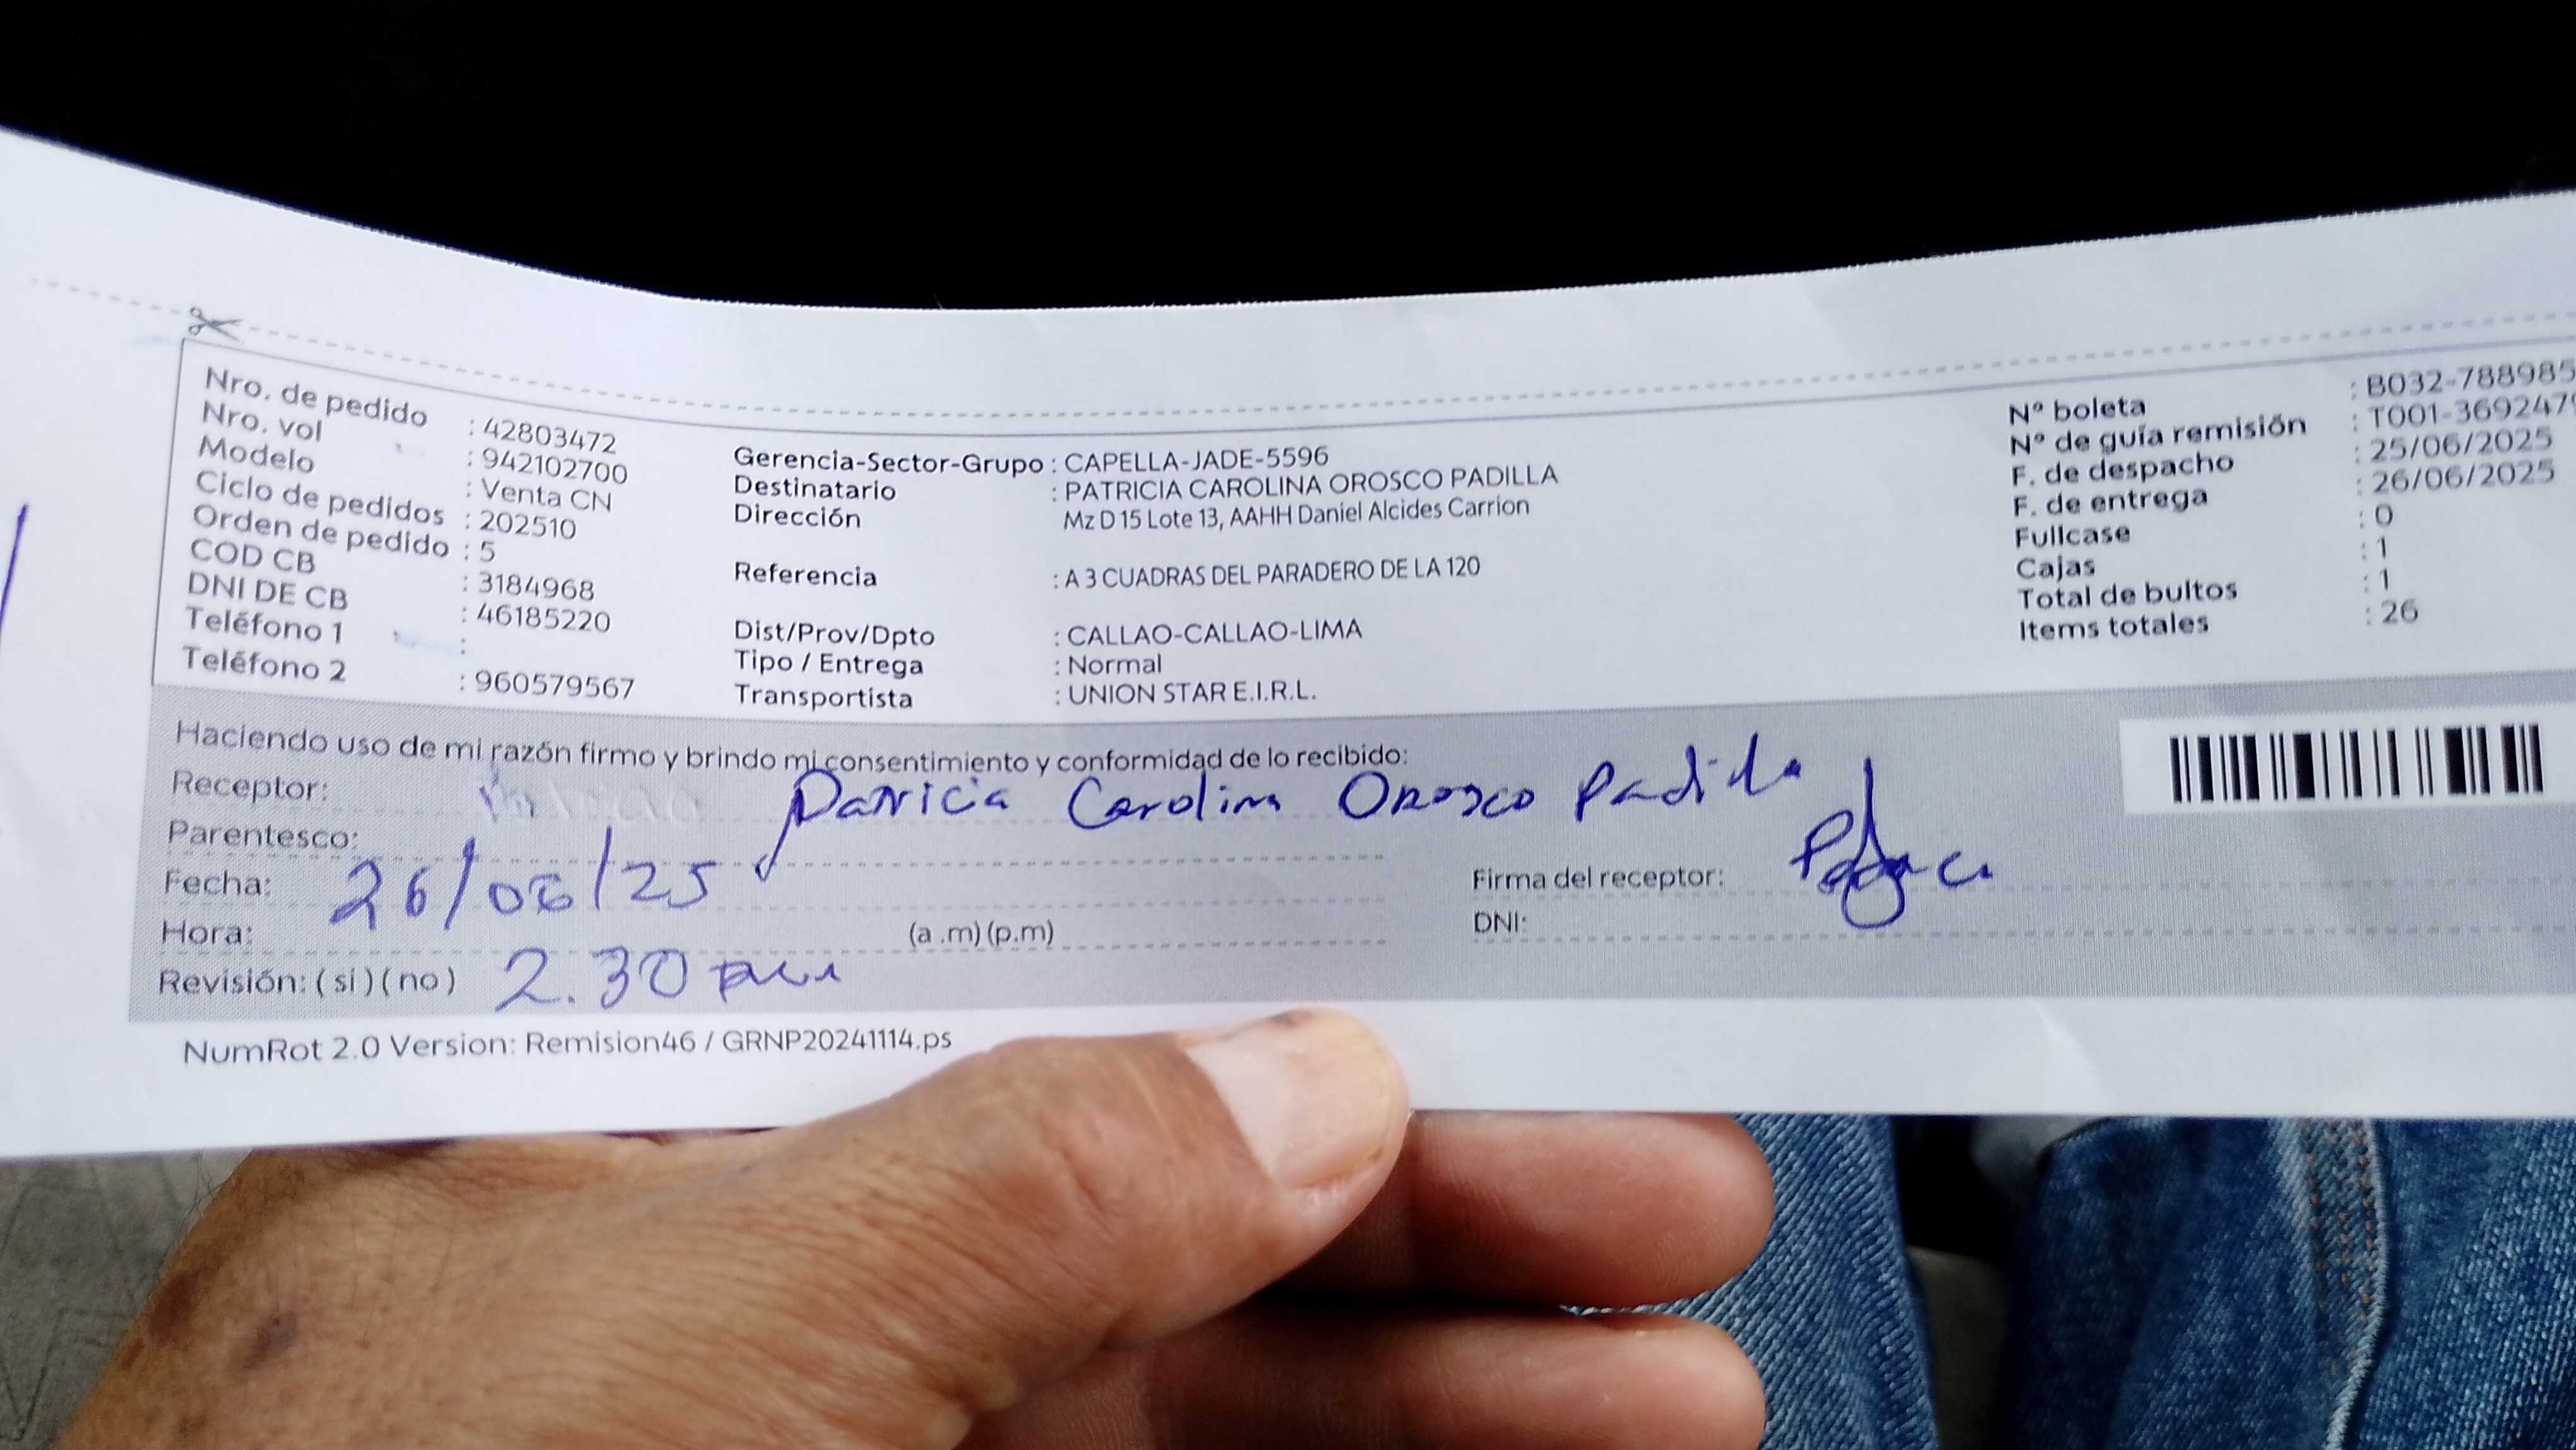 Nro. de pedido : 42803472
Nro. vol : 942102700
Modelo : Venta CN
Ciclo de pedidos : 202510
Orden de pedido : 5
COD CB : 3184968
DNI DE CB : 46185220
Teléfono 1 :
Teléfono 2 : 960579567
Gerencia-Sector-Grupo : CAPELLA-JADE-5596
Destinatario : PATRICIA CAROLINA OROSCO PADILLA
Dirección Mz D 15 Lote 13, AAHH Daniel Alcides Carrion
Referencia : A 3 CUADRAS DEL PARADERO DE LA 120
Dist/Prov/Dpto : CALLAO-CALLAO-LIMA
Tipo / Entrega : Normal
Transportista : UNION STAR E.I.R.L.
N° boleta : B032-788985
N° de guía remisión : T001-3692479
F. de despacho : 25/06/2025
F. de entrega : 26/06/2025
Fullcase : 0
Cajas : 1
Total de bultos : 1
Items totales : 26
Haciendo uso de mi razón firmo y brindo mi consentimiento y conformidad de lo recibido:
Receptor: Patricia Carolina Orosco Padilla
Parentesco:
Fecha: 26/06/25
Hora: (a .m) (p.m)
Revisión: ( si ) ( no ) 2.30 pm
Firma del receptor:
DNI:
NumRot 2.0 Version: Remision46 / GRNP20241114.ps